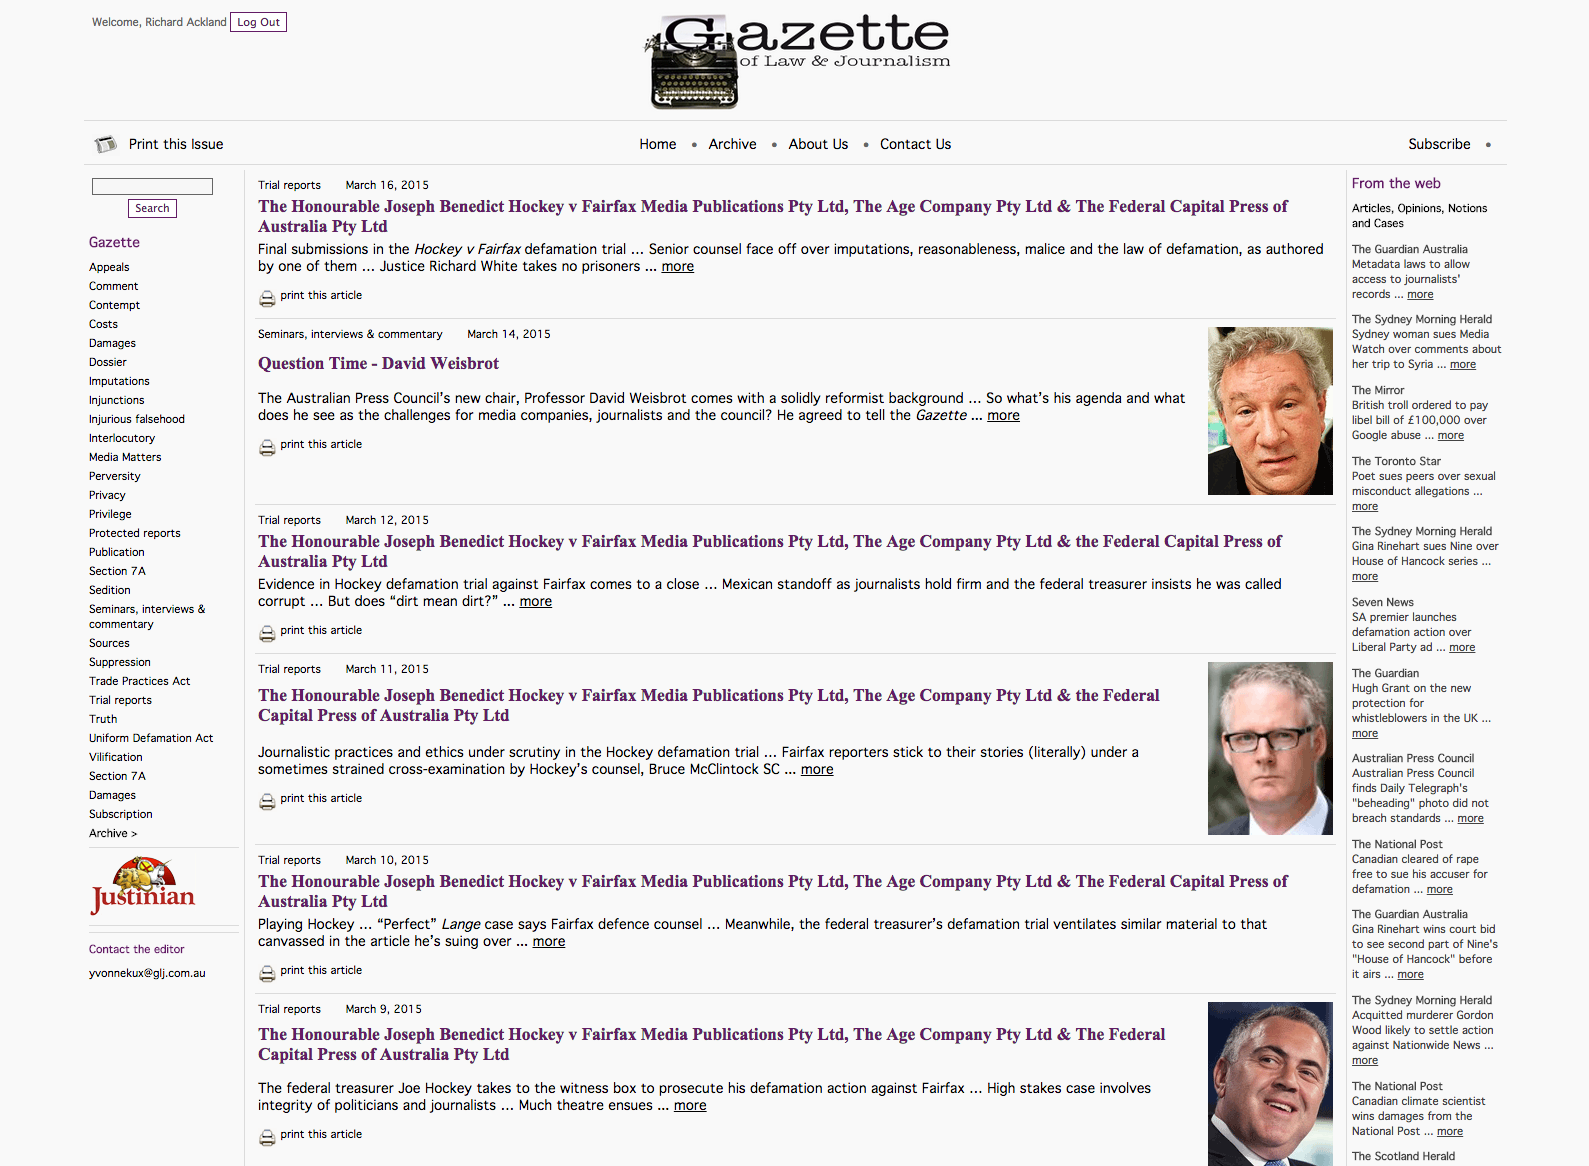 Welcome, Richard Ackland Log Out
Gazette
of Law & Journalism
Print this Issue
Home • Archive • About Us • Contact Us
Subscribe •
Search
Gazette
Appeals
Comment
Contempt
Costs
Damages
Dossier
Imputations
Injunctions
Injurious falsehood
Interlocutory
Media Matters
Perversity
Privacy
Privilege
Protected reports
Publication
Section 7A
Sedition
Seminars, interviews &
commentary
Sources
Suppression
Trade Practices Act
Trial reports
Truth
Uniform Defamation Act
Vilification
Section 7A
Damages
Subscription
Archive >
Justinian
Contact the editor
yvonnekux@glj.com.au
Trial reports March 16, 2015
The Honourable Joseph Benedict Hockey v Fairfax Media Publications Pty Ltd, The Age Company Pty Ltd & The Federal Capital Press of
Australia Pty Ltd
Final submissions in the Hockey v Fairfax defamation trial ... Senior counsel face off over imputations, reasonableness, malice and the law of defamation, as authored
by one of them ... Justice Richard White takes no prisoners ... more
print this article
Seminars, interviews & commentary March 14, 2015
Question Time - David Weisbrot
The Australian Press Council’s new chair, Professor David Weisbrot comes with a solidly reformist background ... So what’s his agenda and what
does he see as the challenges for media companies, journalists and the council? He agreed to tell the Gazette ... more
print this article
Trial reports March 12, 2015
The Honourable Joseph Benedict Hockey v Fairfax Media Publications Pty Ltd, The Age Company Pty Ltd & the Federal Capital Press of
Australia Pty Ltd
Evidence in Hockey defamation trial against Fairfax comes to a close ... Mexican standoff as journalists hold firm and the federal treasurer insists he was called
corrupt ... But does “dirt mean dirt?” ... more
print this article
Trial reports March 11, 2015
The Honourable Joseph Benedict Hockey v Fairfax Media Publications Pty Ltd, The Age Company Pty Ltd & the Federal
Capital Press of Australia Pty Ltd
Journalistic practices and ethics under scrutiny in the Hockey defamation trial ... Fairfax reporters stick to their stories (literally) under a
sometimes strained cross-examination by Hockey’s counsel, Bruce McClintock SC ... more
print this article
Trial reports March 10, 2015
The Honourable Joseph Benedict Hockey v Fairfax Media Publications Pty Ltd, The Age Company Pty Ltd & The Federal Capital Press of
Australia Pty Ltd
Playing Hockey ... “Perfect” Lange case says Fairfax defence counsel ... Meanwhile, the federal treasurer’s defamation trial ventilates similar material to that
canvassed in the article he’s suing over ... more
print this article
Trial reports March 9, 2015
The Honourable Joseph Benedict Hockey v Fairfax Media Publications Pty Ltd, The Age Company Pty Ltd & The Federal
Capital Press of Australia Pty Ltd
The federal treasurer Joe Hockey takes to the witness box to prosecute his defamation action against Fairfax ... High stakes case involves
integrity of politicians and journalists ... Much theatre ensues ... more
print this article
From the web
Articles, Opinions, Notions
and Cases
The Guardian Australia
Metadata laws to allow
access to journalists'
records ... more
The Sydney Morning Herald
Sydney woman sues Media
Watch over comments about
her trip to Syria ... more
The Mirror
British troll ordered to pay
libel bill of £100,000 over
Google abuse ... more
The Toronto Star
Poet sues peers over sexual
misconduct allegations ...
more
The Sydney Morning Herald
Gina Rinehart sues Nine over
House of Hancock series ...
more
Seven News
SA premier launches
defamation action over
Liberal Party ad ... more
The Guardian
Hugh Grant on the new
protection for
whistleblowers in the UK ...
more
Australian Press Council
Australian Press Council
finds Daily Telegraph's
"beheading" photo did not
breach standards ... more
The National Post
Canadian cleared of rape
free to sue his accuser for
defamation ... more
The Guardian Australia
Gina Rinehart wins court bid
to see second part of Nine's
"House of Hancock" before
it airs ... more
The Sydney Morning Herald
Acquitted murderer Gordon
Wood likely to settle action
against Nationwide News ...
more
The National Post
Canadian climate scientist
wins damages from the
National Post ... more
The Scotland Herald